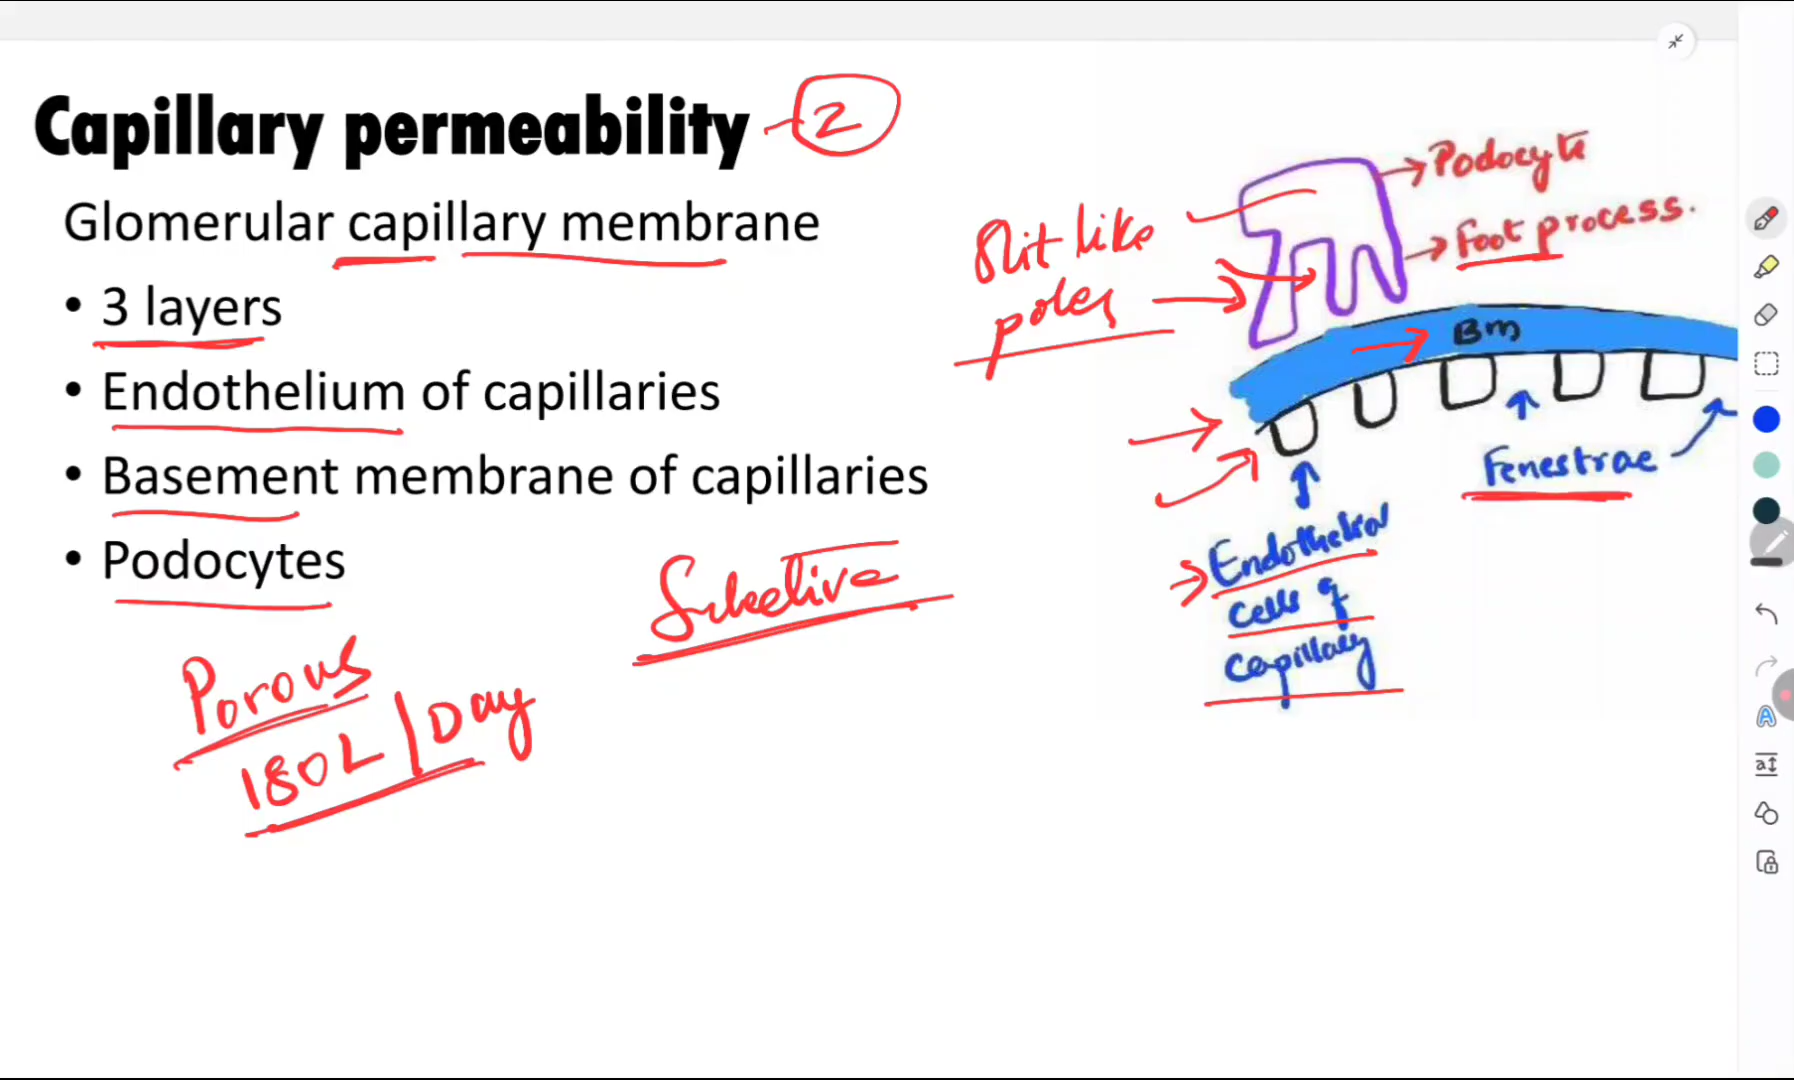 Capillary permeability - 2
Glomerular capillary membrane
• 3 layers
• Endothelium of capillaries
• Basement membrane of capillaries
• Podocytes
Selective
Porous
180L/Day
Slit like
pores
Podocyte
Foot process.
Bm
Fenestrae
Endothelial
cells of
capillary